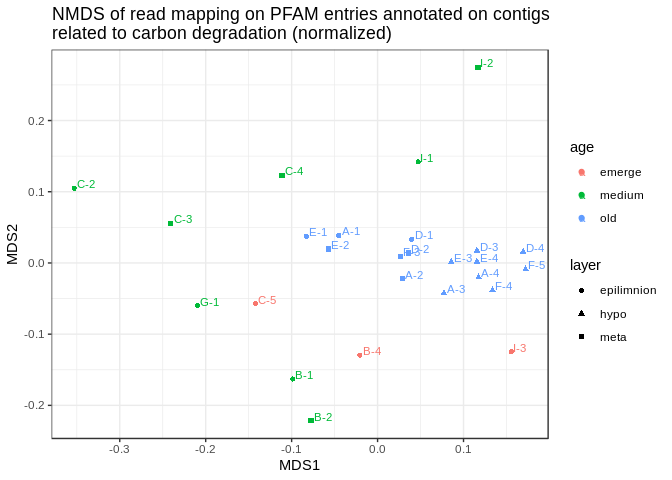 NMDS of read mapping on PFAM entries annotated on contigs
related to carbon degradation (normalized)
J-2
0.2
C-4
J-1
C-2
0.1
C-3
E-1
A-1
D-1
E-2
D-2
D-3
D-4
MDS2
0.0
E-3
E-4
F-5
A-2
A-4
A-3
F-4
G-1
C-5
-0.1
B-4
J-3
B-1
B-2
-0.2
-0.3
-0.2
-0.1
0.0
0.1
MDS1
age
emerge
medium
old
layer
epilimnion
hypo
meta